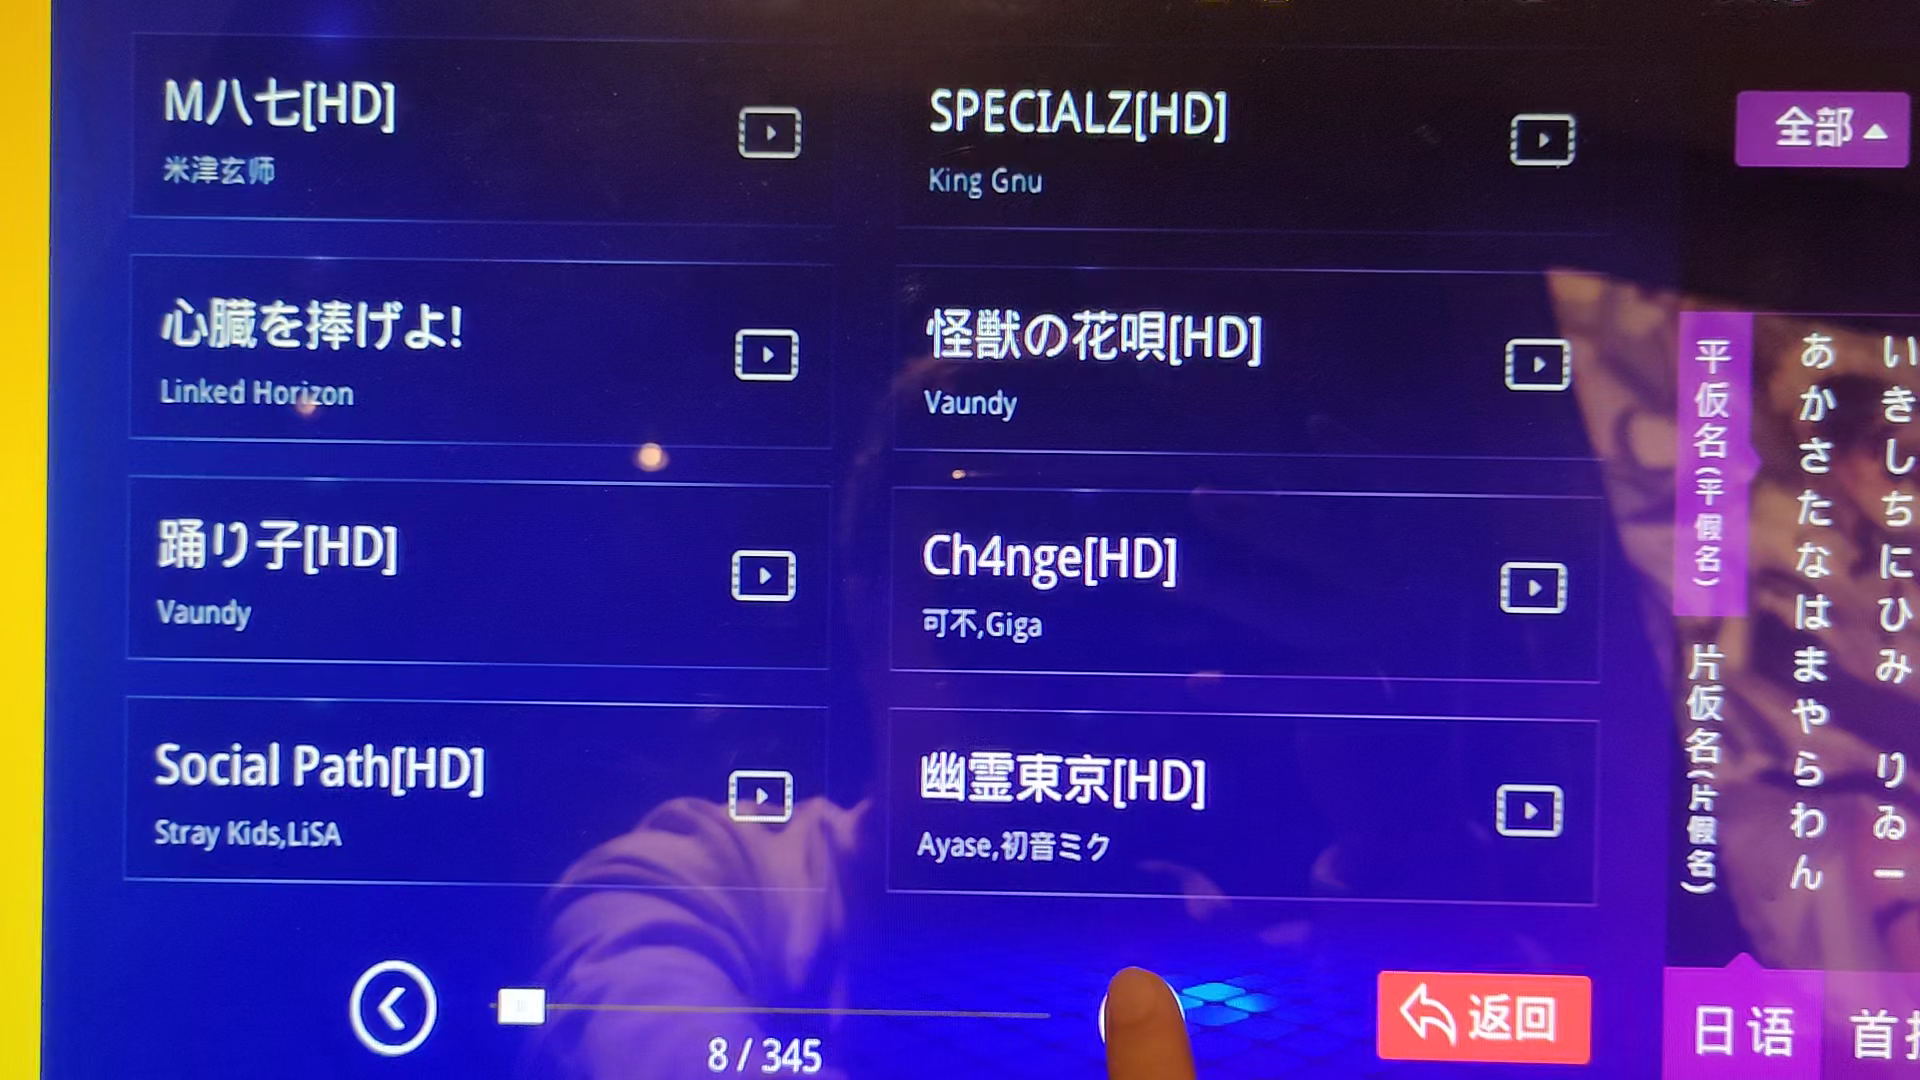 M八七[HD]
米津玄师
SPECIALZ[HD]
King Gnu
心臓を捧げよ!
Linked Horizon
怪獣の花唄[HD]
Vaundy
踊り子[HD]
Vaundy
Ch4nge[HD]
可不,Giga
Social Path[HD]
Stray Kids,LiSA
幽霊東京[HD]
Ayase,初音ミク
8 / 345
返回
全部
平仮名(平假名)
片仮名(片假名)
あかさたなはまやらわん
いきしちにひみ りゐー
日语
首